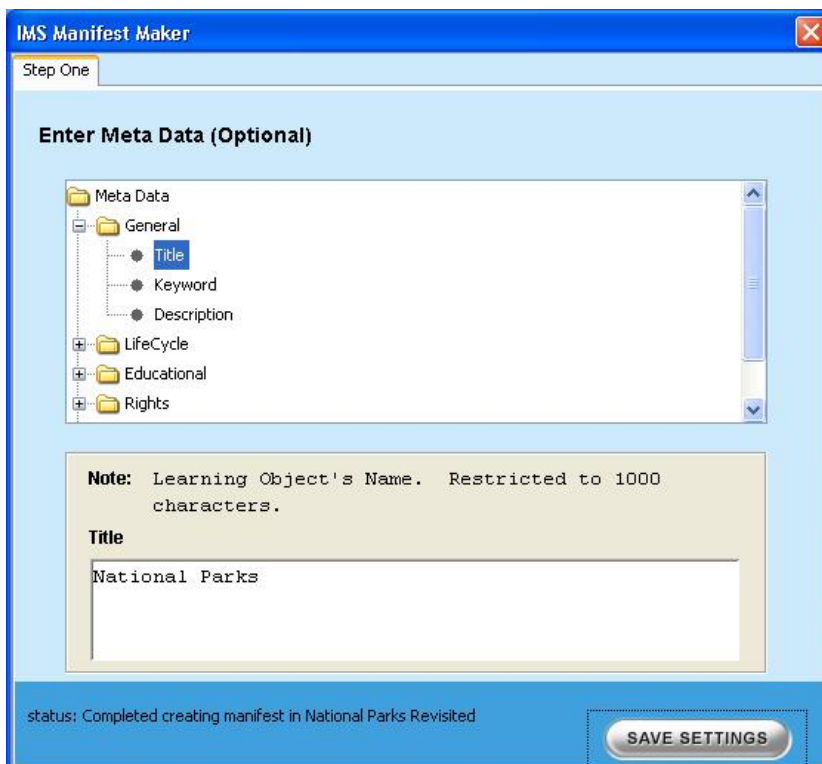 IMS Manifest Maker
Step One
Enter Meta Data (Optional)
Meta Data
General
Title
Keyword
Description
LifeCycle
Educational
Rights
Note: Learning Object's Name. Restricted to 1000
characters.
Title
National Parks
status: Completed creating manifest in National Parks Revisited
SAVE SETTINGS